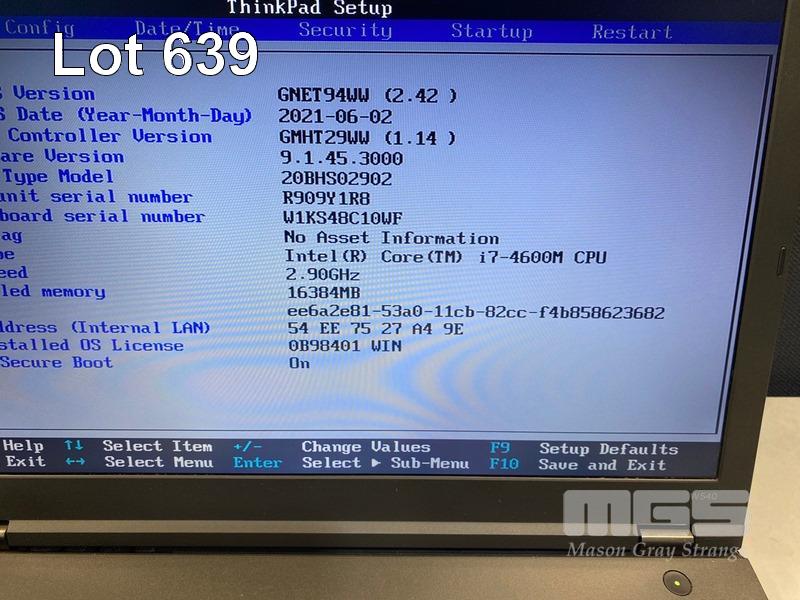 ThinkPad Setup
Config Date/Time Security Startup Restart
Lot 639
S Version GNET94WW (2.42 )
S Date (Year-Month-Day) 2021-06-02
Controller Version GMHT29WW (1.14 )
are Version 9.1.45.3000
Type Model 20BHS02902
unit serial number R909Y1R8
board serial number W1KS48C10WF
ag No Asset Information
pe Intel(R) Core(TM) i7-4600M CPU
eed 2.90GHz
led memory 16384MB
ee6a2e81-53a0-11cb-82cc-f4b858623682
ddress (Internal LAN) 54 EE 75 27 A4 9E
stalled OS License 0B98401 WIN
Secure Boot On
Help ↑↓ Select Item +/- Change Values F9 Setup Defaults
Exit ↔ Select Menu Enter Select ▶ Sub-Menu F10 Save and Exit
W540
MGS
Mason Gray Strange